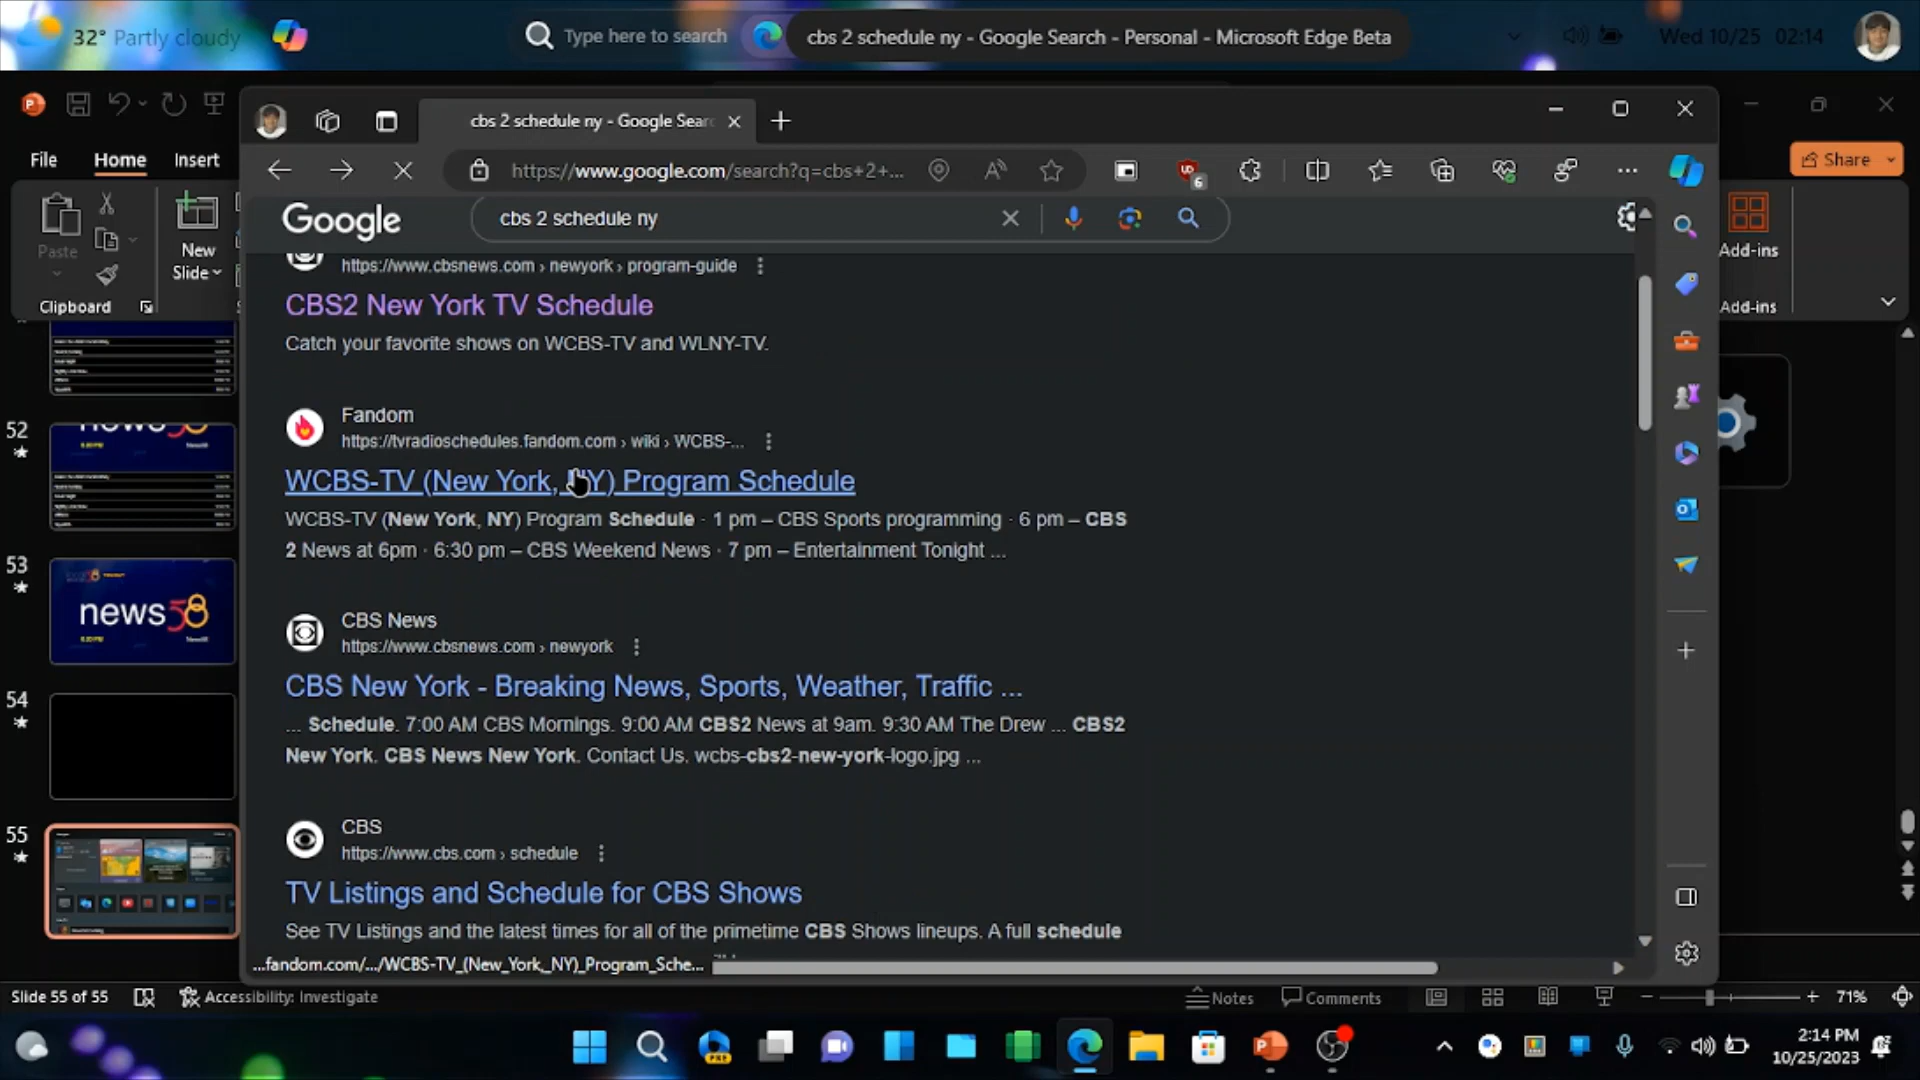 32° Partly cloudy
Type here to search
cbs 2 schedule ny - Google Search - Personal - Microsoft Edge Beta
Wed 10/25 02:14
cbs 2 schedule ny - Google Sear
File
Home
Insert
Share
https://www.google.com/search?q=cbs+2+...
6
Paste
New
Slide
Clipboard
Add-ins
Add-ins
Google
cbs 2 schedule ny
https://www.cbsnews.com › newyork › program-guide
CBS2 New York TV Schedule
Catch your favorite shows on WCBS-TV and WLNY-TV.
Fandom
https://tvradioschedules.fandom.com › wiki › WCBS-...
WCBS-TV (New York, NY) Program Schedule
WCBS-TV (New York, NY) Program Schedule · 1 pm – CBS Sports programming · 6 pm – CBS
2 News at 6pm · 6:30 pm – CBS Weekend News · 7 pm – Entertainment Tonight ...
CBS News
https://www.cbsnews.com › newyork
CBS New York - Breaking News, Sports, Weather, Traffic ...
... Schedule. 7:00 AM CBS Mornings. 9:00 AM CBS2 News at 9am. 9:30 AM The Drew ... CBS2
New York. CBS News New York. Contact Us. wcbs-cbs2-new-york-logo.jpg ...
CBS
https://www.cbs.com › schedule
TV Listings and Schedule for CBS Shows
See TV Listings and the latest times for all of the primetime CBS Shows lineups. A full schedule
...fandom.com/.../WCBS-TV_(New_York,_NY)_Program_Sche...
52
53
news58
54
55
Slide 55 of 55
Accessibility: Investigate
Notes
Comments
71%
2:14 PM
10/25/2023